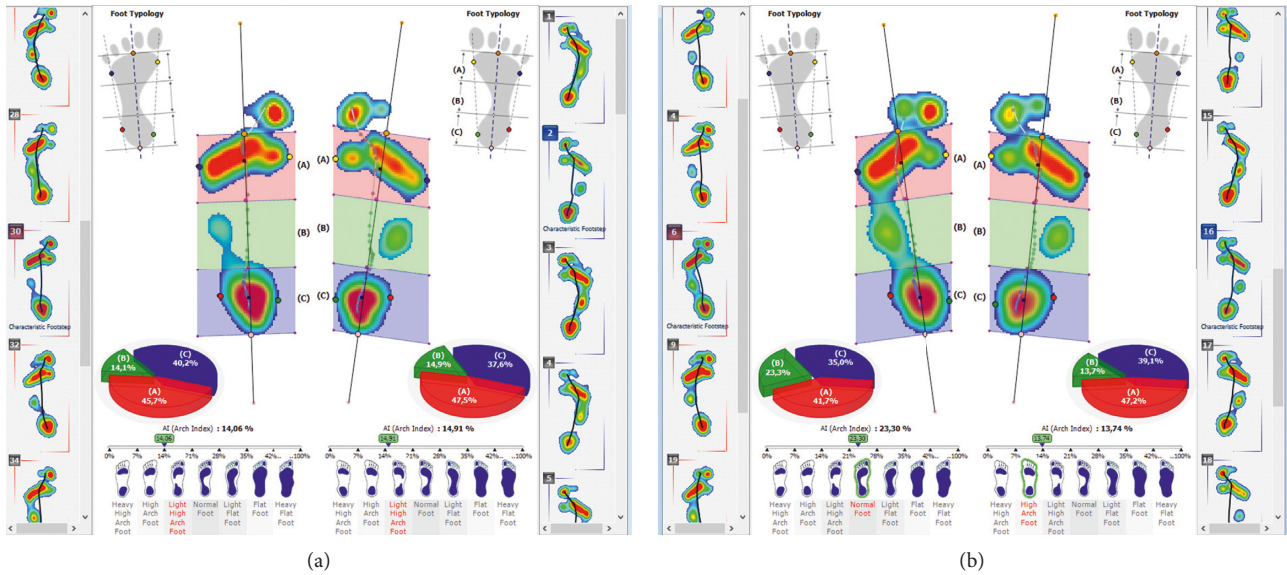 Foot Typology
Foot Typology
(A)
(B)
(C)
28
30
Characteristic Footstep
32
34
1
2
Characteristic Footstep
3
4
5
(B)
14,1%
(C)
40,2%
(A)
45,7%
(B)
14,9%
(C)
37,6%
(A)
47,5%
AI (Arch Index) : 14,06 %
AI (Arch Index) : 14,91 %
14,06
14,91
0% 7% 14% 21% 28% 35% 41%... ...100%
0% 7% 14% 21% 28% 35% 41%... ...100%
Heavy High Arch Foot
High Arch Foot
Light High Arch Foot
Normal Foot
Light Flat Foot
Flat Foot
Heavy Flat Foot
Heavy High Arch Foot
High Arch Foot
Light High Arch Foot
Normal Foot
Light Flat Foot
Flat Foot
Heavy Flat Foot
(a)
Foot Typology
Foot Typology
(A)
(B)
(C)
(A)
(B)
(C)
4
6
Characteristic Footstep
9
19
15
16
Characteristic Footstep
17
18
(B)
23,3%
(C)
35,0%
(A)
41,7%
(B)
13,7%
(C)
39,1%
(A)
47,2%
AI (Arch Index) : 23,30 %
AI (Arch Index) : 13,74 %
23,30
13,74
0% 7% 14% 21% 28% 35% 41%... ...100%
0% 7% 14% 21% 28% 35% 41%... ...100%
Heavy High Arch Foot
High Arch Foot
Light High Arch Foot
Normal Foot
Light Flat Foot
Flat Foot
Heavy Flat Foot
Heavy High Arch Foot
High Arch Foot
Light High Arch Foot
Normal Foot
Light Flat Foot
Flat Foot
Heavy Flat Foot
(b)